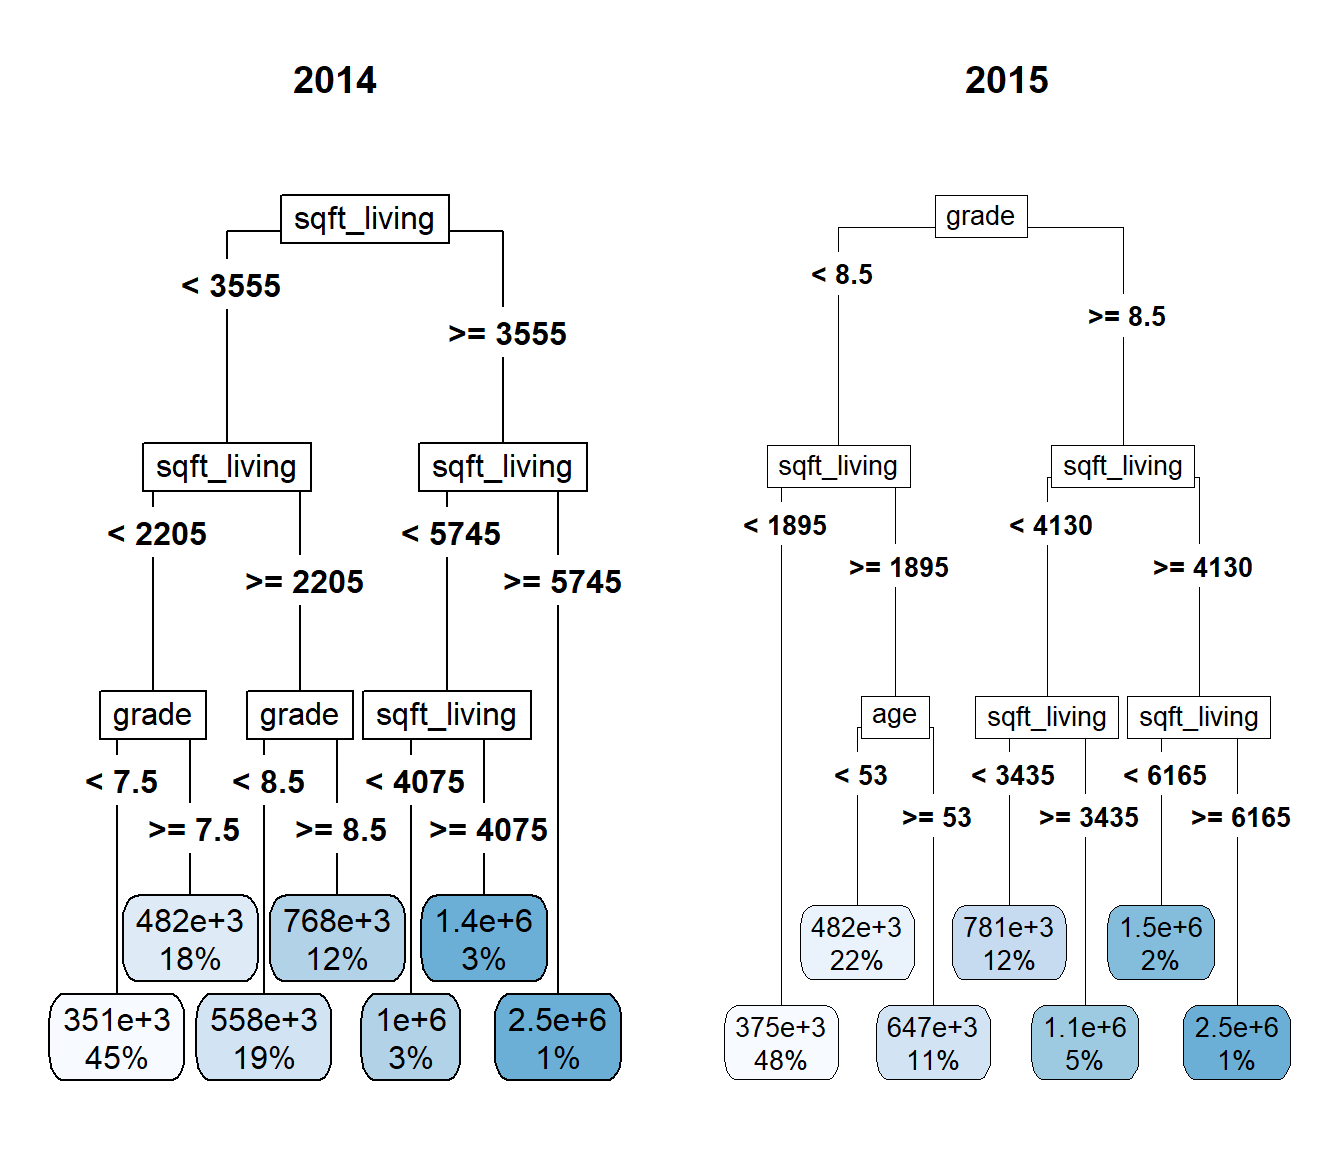 2014
sqft_living
< 3555
>= 3555
sqft_living
sqft_living
< 2205
< 5745
>= 2205
>= 5745
grade
grade
sqft_living
< 7.5
< 8.5
< 4075
>= 7.5
>= 8.5
>= 4075
482e+3
18%
768e+3
12%
1.4e+6
3%
351e+3
45%
558e+3
19%
1e+6
3%
2.5e+6
1%
2015
grade
< 8.5
>= 8.5
sqft_living
sqft_living
< 1895
< 4130
>= 1895
>= 4130
age
sqft_living
sqft_living
< 53
< 3435
< 6165
>= 53
>= 3435
>= 6165
482e+3
22%
781e+3
12%
1.5e+6
2%
375e+3
48%
647e+3
11%
1.1e+6
5%
2.5e+6
1%